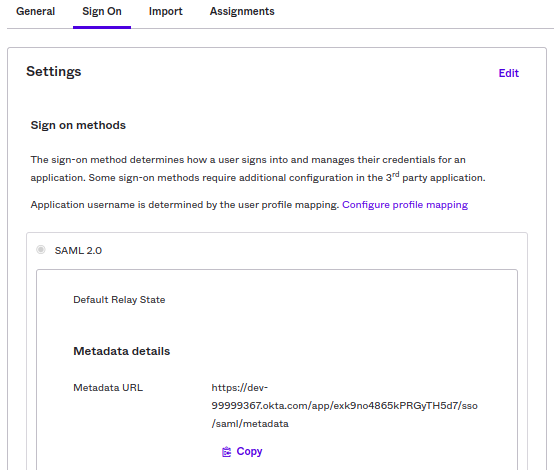 General Sign On Import Assignments
Settings Edit
Sign on methods
The sign-on method determines how a user signs into and manages their credentials for an
application. Some sign-on methods require additional configuration in the 3rd party application.
Application username is determined by the user profile mapping. Configure profile mapping
SAML 2.0
Default Relay State
Metadata details
Metadata URL https://dev-
99999367.okta.com/app/exk9no4865kPRGyTH5d7/sso
/saml/metadata
Copy